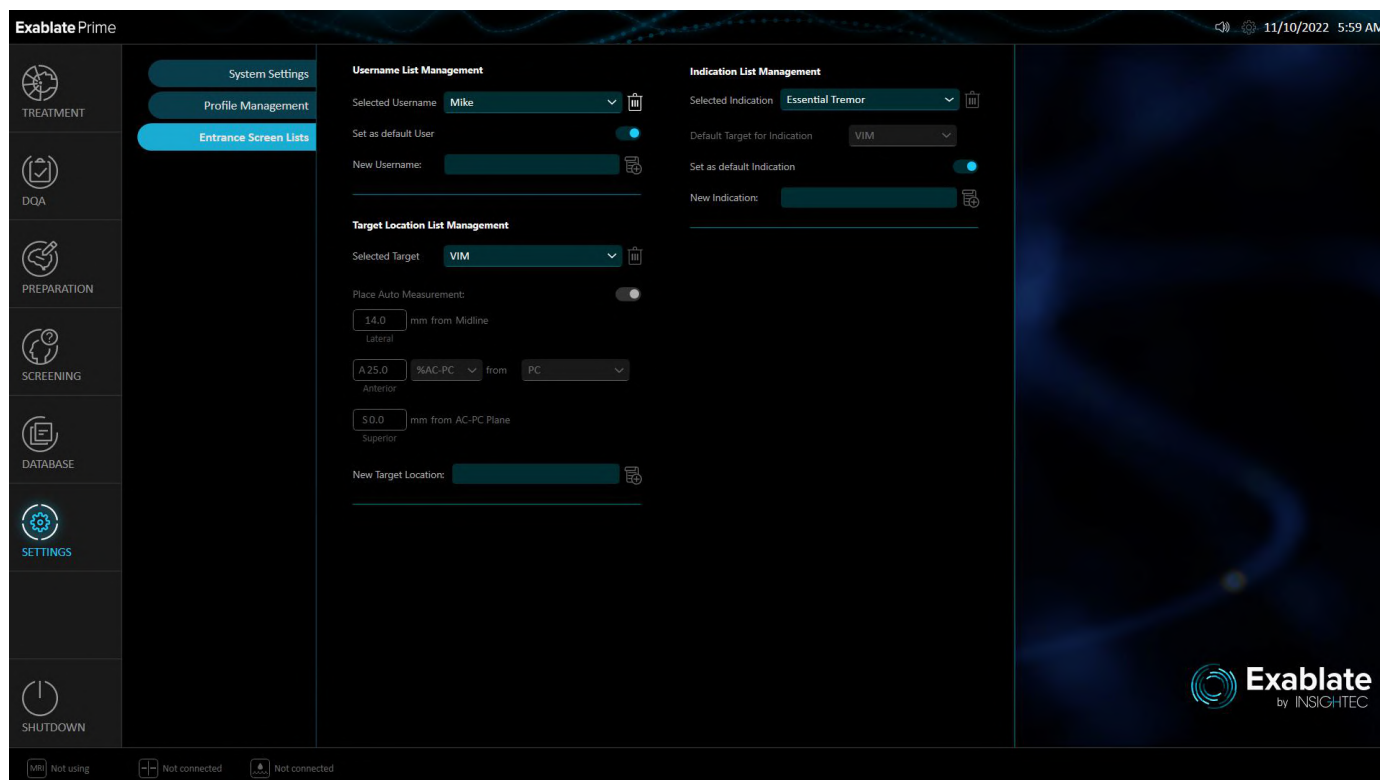 Exablate Prime
11/10/2022 5:59 AM
TREATMENT
DQA
PREPARATION
SCREENING
DATABASE
SETTINGS
SHUTDOWN
System Settings
Profile Management
Entrance Screen Lists
Username List Management
Selected Username Mike
Set as default User
New Username:
Target Location List Management
Selected Target VIM
Place Auto Measurement:
14.0 mm from Midline
Lateral
A 25.0 %AC-PC from PC
Anterior
S 0.0 mm from AC-PC Plane
Superior
New Target Location:
Indication List Management
Selected Indication Essential Tremor
Default Target for Indication VIM
Set as default Indication
New Indication:
Exablate
by INSIGHTEC
MRI Not using
Not connected
Not connected